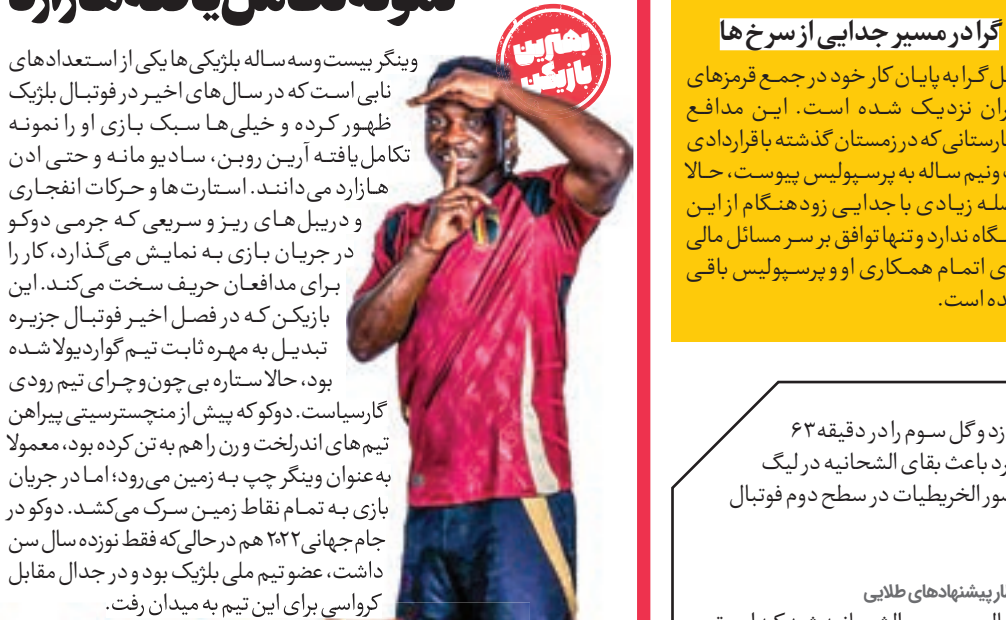 گرا در مسیر جدایی از سرخ‌ها
گرا به پایان کار خود در جمع قرمزهای
نزدیک شده است. این مدافع
که در زمستان گذشته با قراردادی
ونیم ساله به پرسپولیس پیوست، حالا
زیادی با جدایی زودهنگام از این
ندارد و تنها توافق بر سر مسائل مالی
اتمام همکاری او و پرسپولیس باقی
است.
زد و گل سوم را در دقیقه ۶۳
باعث بقای الشحانیه در لیگ
الخریطیات در سطح دوم فوتبال
پیشنهادهای طلایی
نمونه تکامل‌یافته هازارد
بهترین
بازیکن
وینگر بیست‌وسه‌ساله بلژیکی‌ها یکی از استعدادهای
نابی است که در سال‌های اخیر در فوتبال بلژیک
ظهور کرده و خیلی‌ها سبک بازی او را نمونه
تکامل‌یافته آرین روبن، سادیو مانه و حتی ادن
هازارد می‌دانند. استارت‌ها و حرکات انفجاری
و دریبل‌های ریز و سریعی که جرمی دوکو
در جریان بازی به نمایش می‌گذارد، کار را
برای مدافعان حریف سخت می‌کند. این
بازیکن که در فصل اخیر فوتبال جزیره
تبدیل به مهره ثابت تیم گواردیولا شده
بود، حالا ستاره بی‌چون‌وچرای تیم رودی
گارسیاست. دوکو که پیش از منچسترسیتی پیراهن
تیم‌های اندرلخت و رن را هم به تن کرده بود، معمولا
به‌عنوان وینگر چپ به زمین می‌رود؛ اما در جریان
بازی به تمام نقاط زمین سرک می‌کشد. دوکو در
جام جهانی ۲۰۲۲ هم در حالی‌که فقط نوزده سال سن
داشت، عضو تیم ملی بلژیک بود و در جدال مقابل
کرواسی برای این تیم به میدان رفت.